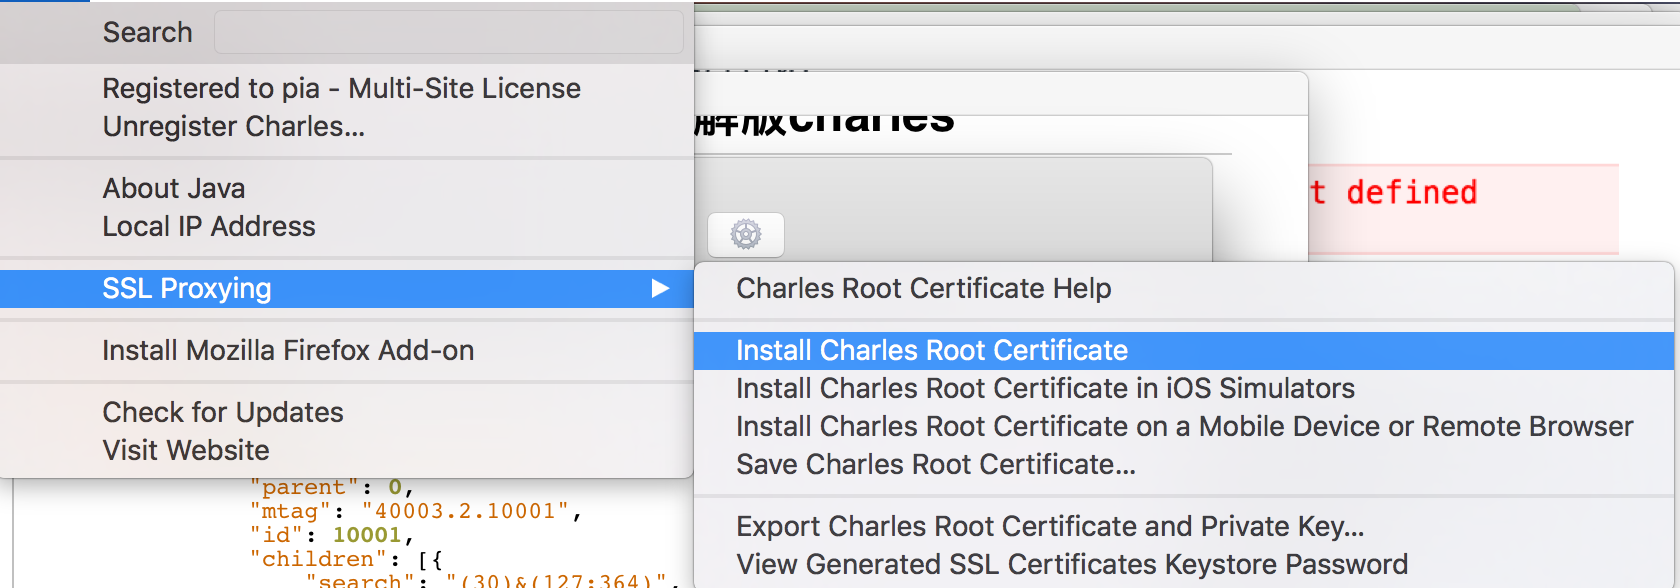 Search
Registered to pia - Multi-Site License
Unregister Charles...
About Java
Local IP Address
SSL Proxying
Install Mozilla Firefox Add-on
Check for Updates
Visit Website
解版charles
t defined
Charles Root Certificate Help
Install Charles Root Certificate
Install Charles Root Certificate in iOS Simulators
Install Charles Root Certificate on a Mobile Device or Remote Browser
Save Charles Root Certificate...
Export Charles Root Certificate and Private Key...
View Generated SSL Certificates Keystore Password
"parent": 0,
"mtag": "40003.2.10001",
"id": 10001,
"children": [{
"search": "(30)&(127:364)",